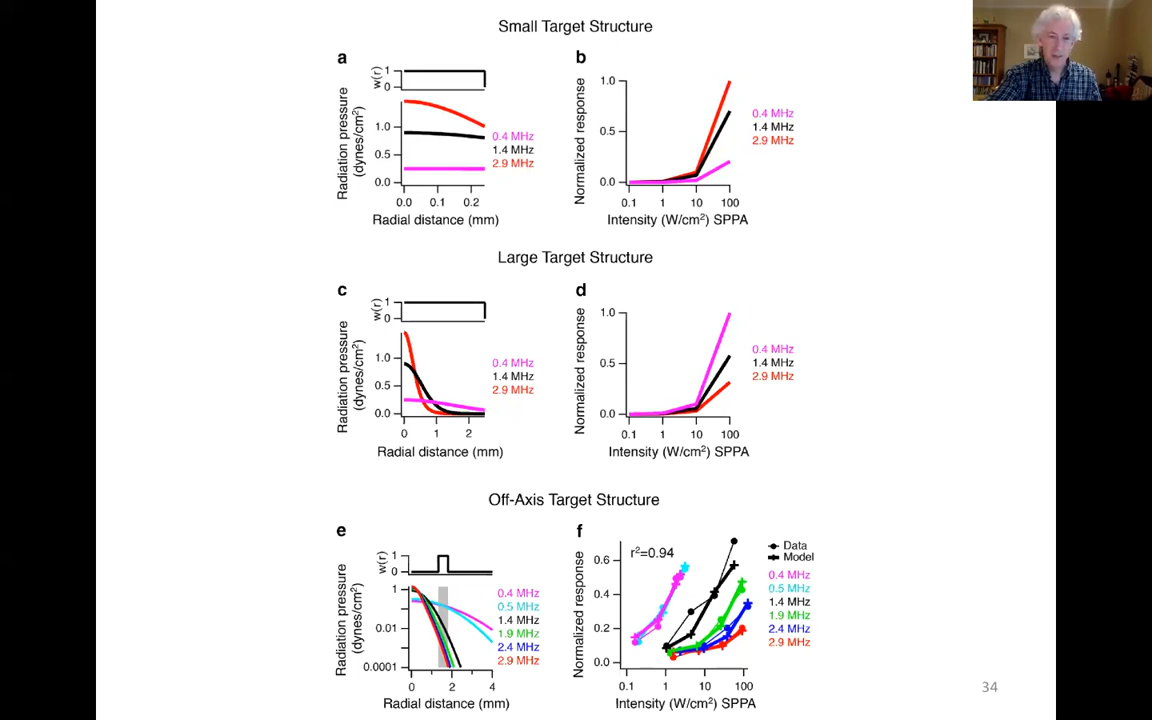 Small Target Structure
a
w(r)
1
0
Radiation pressure
(dynes/cm²)
1.0
0.5
0.0
0.4 MHz
1.4 MHz
2.9 MHz
0.0 0.1 0.2
Radial distance (mm)
b
Normalized response
1.0
0.5
0.0
0.4 MHz
1.4 MHz
2.9 MHz
0.1 1 10 100
Intensity (W/cm²) SPPA
Large Target Structure
c
w(r)
1
0
Radiation pressure
(dynes/cm²)
1.0
0.5
0.0
0.4 MHz
1.4 MHz
2.9 MHz
0 1 2
Radial distance (mm)
d
Normalized response
1.0
0.5
0.0
0.4 MHz
1.4 MHz
2.9 MHz
0.1 1 10 100
Intensity (W/cm²) SPPA
Off-Axis Target Structure
e
w(r)
1
0
Radiation pressure
(dynes/cm²)
1
0.01
0.0001
0.4 MHz
0.5 MHz
1.4 MHz
1.9 MHz
2.4 MHz
2.9 MHz
0 2 4
Radial distance (mm)
f
Normalized response
0.6
0.4
0.2
0.0
r²=0.94
Data
Model
0.4 MHz
0.5 MHz
1.4 MHz
1.9 MHz
2.4 MHz
2.9 MHz
0.1 1 10 100
Intensity (W/cm²) SPPA
34